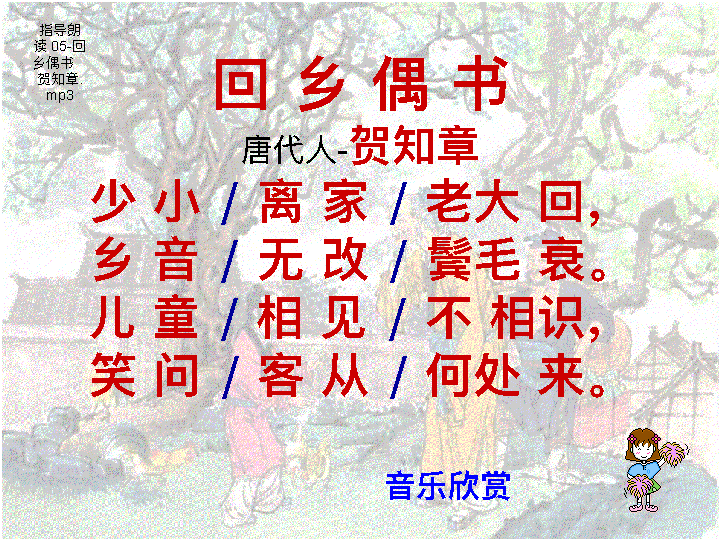 指导朗
读 05-回
乡偶书
贺知章
mp3
回 乡 偶 书
唐代人-贺知章
少 小 / 离 家 / 老大 回，
乡 音 / 无 改 / 鬓毛 衰。
儿 童 / 相 见 / 不 相识，
笑 问 / 客 从 / 何处 来。
音乐欣赏